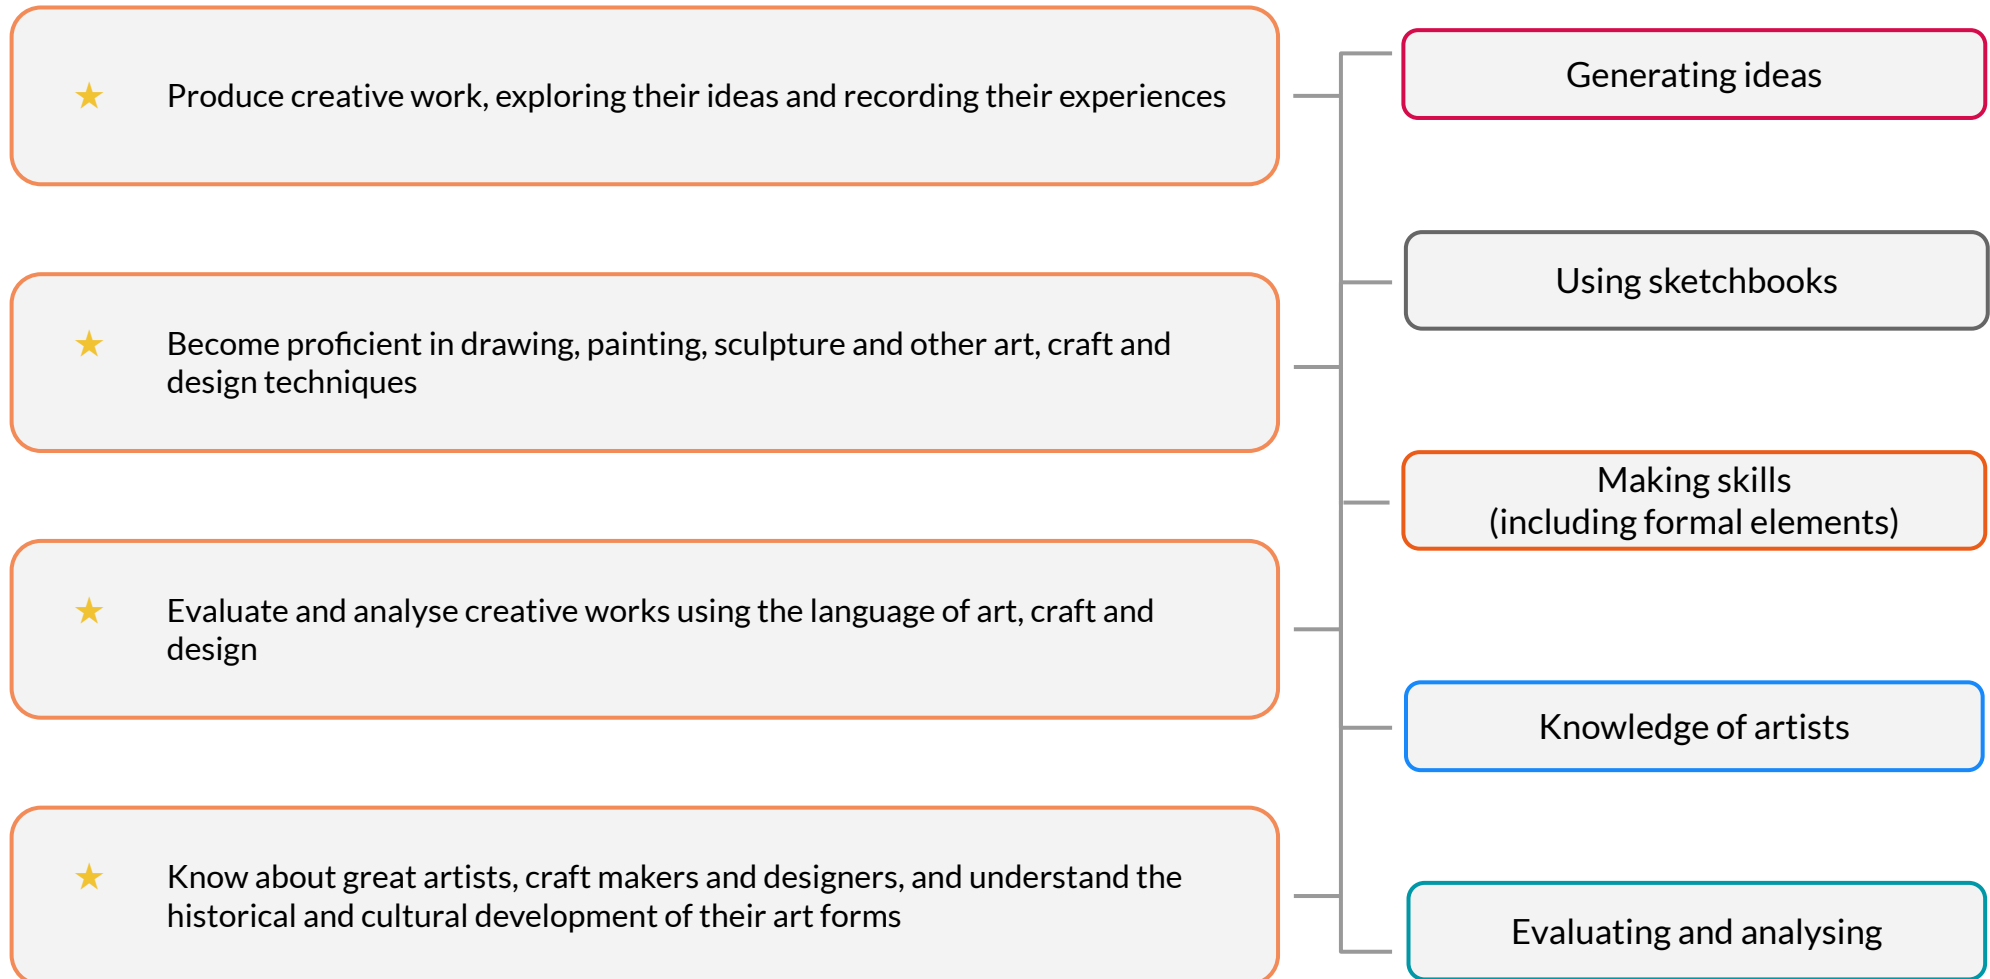 Produce creative work, exploring their ideas and recording their experiences
Become proficient in drawing, painting, sculpture and other art, craft and
design techniques
Evaluate and analyse creative works using the language of art, craft and
design
Know about great artists, craft makers and designers, and understand the
historical and cultural development of their art forms
Generating ideas
Using sketchbooks
Making skills
(including formal elements)
Knowledge of artists
Evaluating and analysing